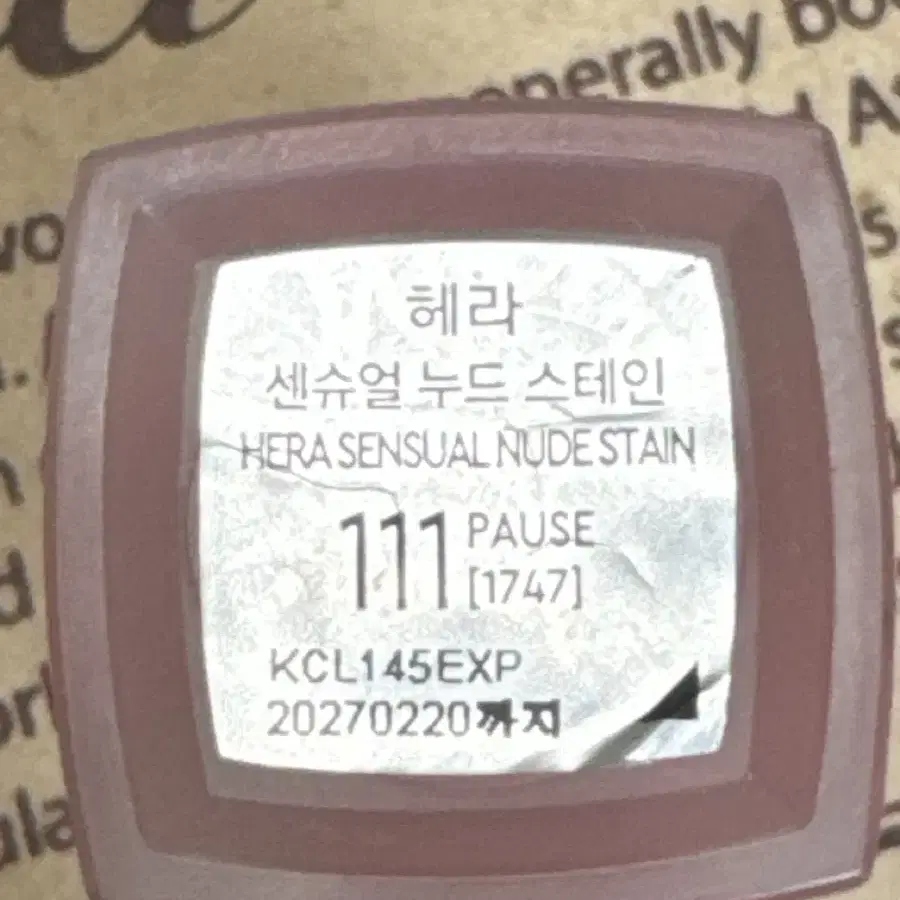 generally
헤라
센슈얼 누드 스테인
HERA SENSUAL NUDE STAIN
111 PAUSE
[1747]
KCL145EXP
20270220까지